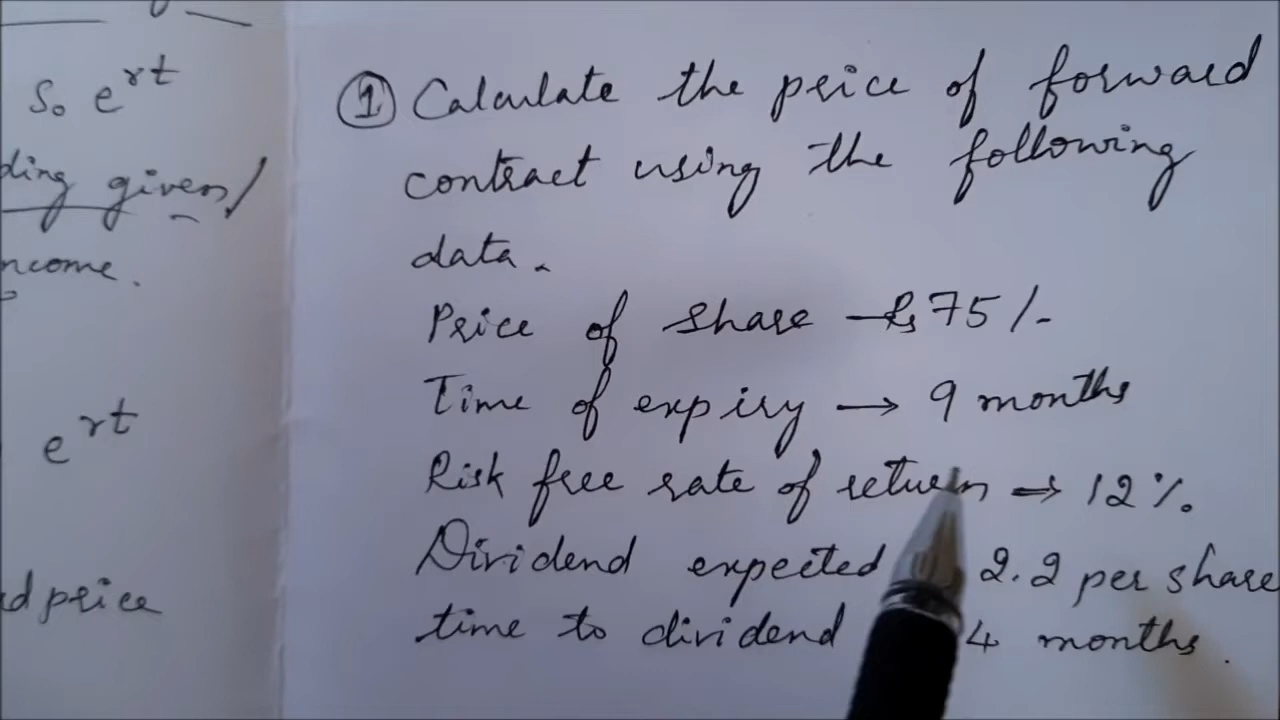 S₀ e^rt
ding given/
ncome.
e^rt
d price
① Calculate the price of forward
contract using the following
data.
Price of share — Rs 75/-
Time of expiry → 9 months
Risk free rate of return → 12%.
Dividend expected 2.2 per share
time to dividend 4 months.